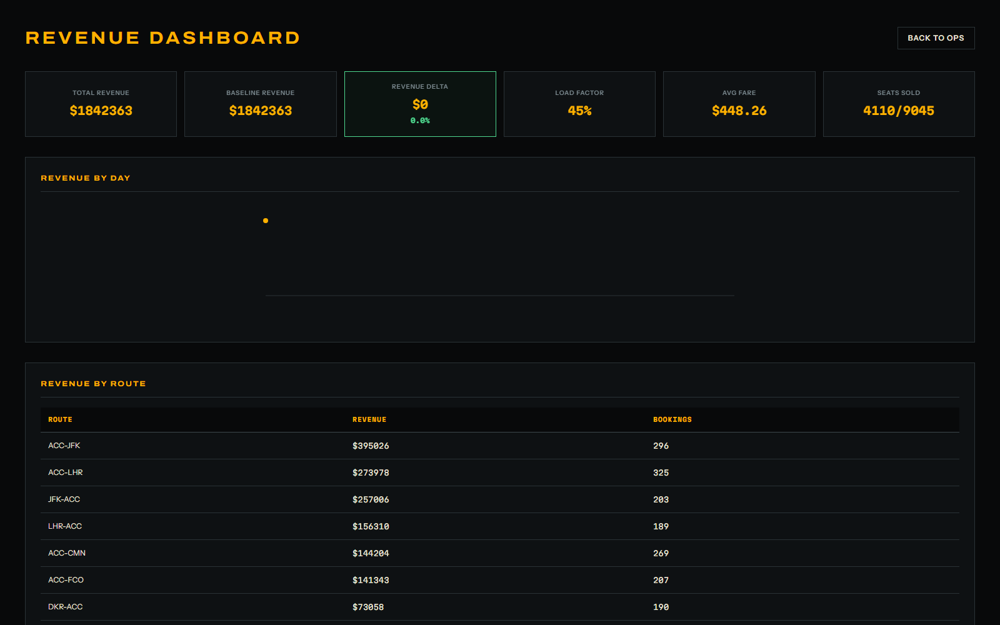 REVENUE DASHBOARD
BACK TO OPS
TOTAL REVENUE
$1842363
BASELINE REVENUE
$1842363
REVENUE DELTA
$0
0.0%
LOAD FACTOR
45%
AVG FARE
$448.26
SEATS SOLD
4110/9045
REVENUE BY DAY
REVENUE BY ROUTE
ROUTE REVENUE BOOKINGS
ACC-JFK $395026 296
ACC-LHR $273978 325
JFK-ACC $257006 203
LHR-ACC $156310 189
ACC-CMN $144204 269
ACC-FCO $141343 207
DKR-ACC $73058 190